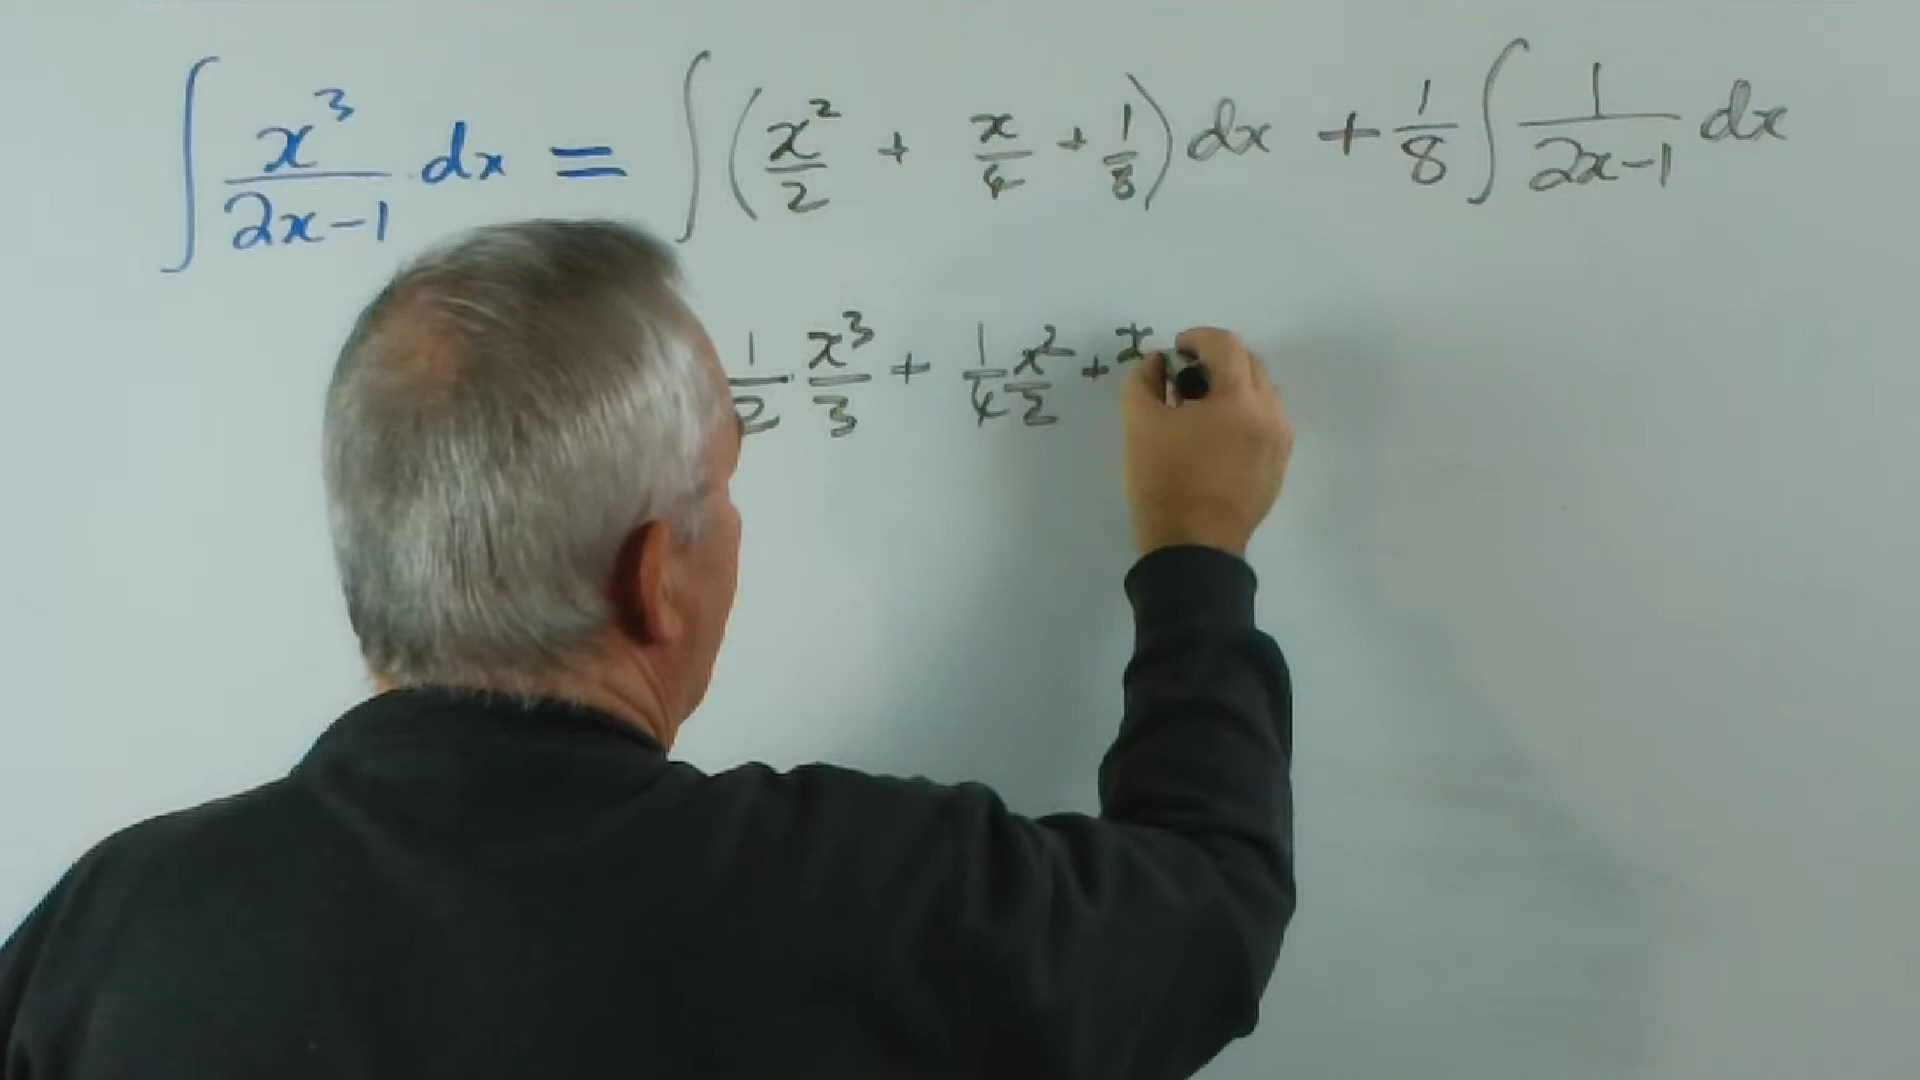 ∫ x³/(2x-1) dx = ∫ (x²/2 + x/4 + 1/8) dx + 1/8 ∫ 1/(2x-1) dx
1/2 · x³/3 + 1/4 x²/2 + x